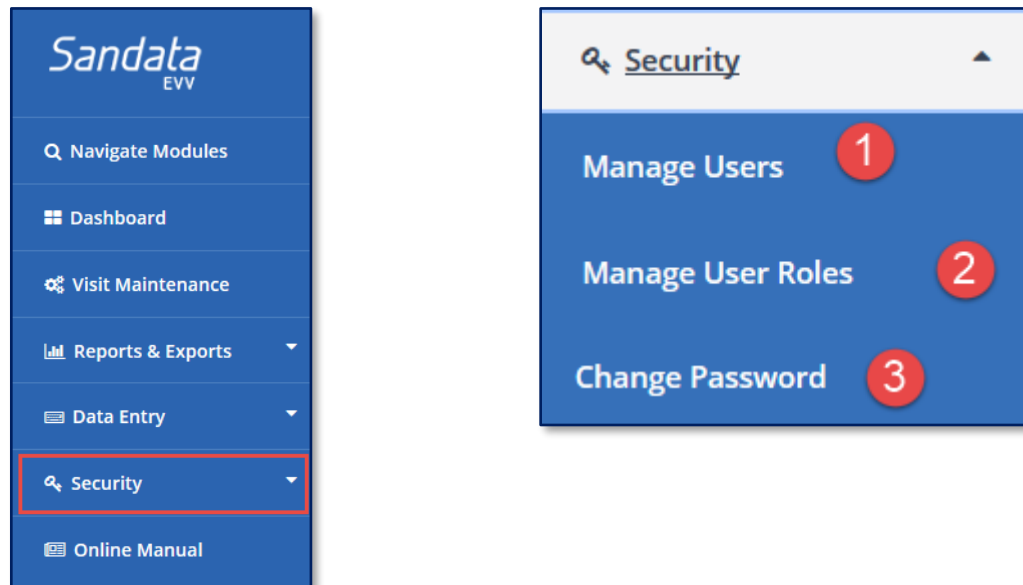 Sandata
EVV
Navigate Modules
Dashboard
Visit Maintenance
Reports & Exports
Data Entry
Security
Online Manual
Security
Manage Users 1
Manage User Roles 2
Change Password 3